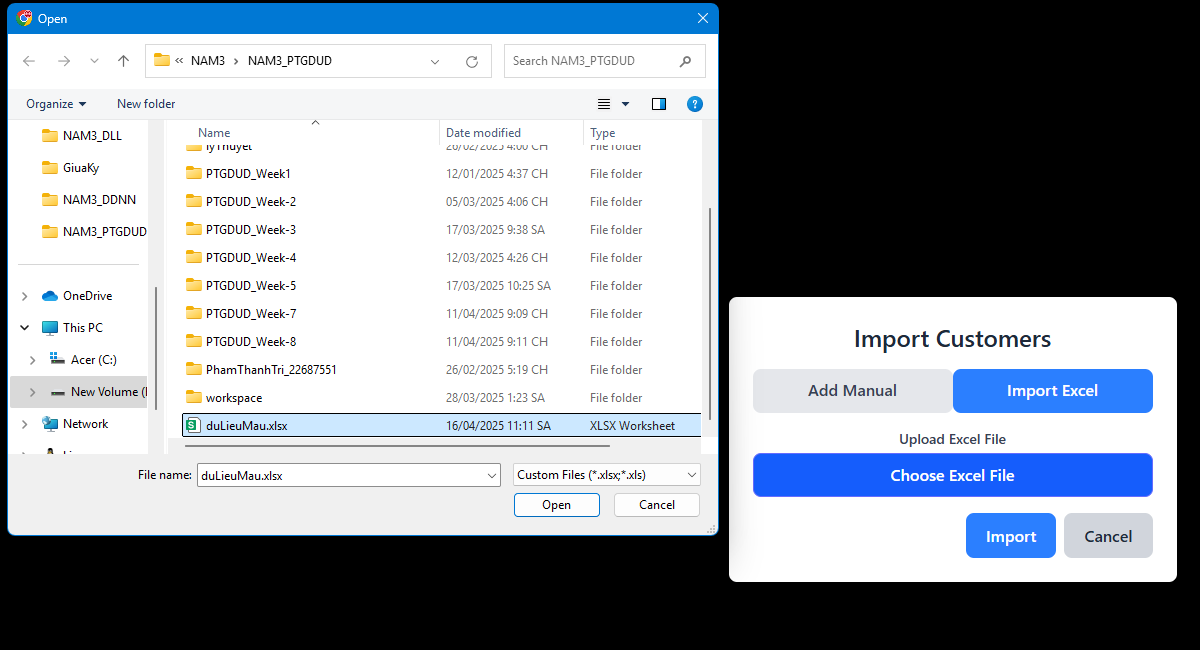 Open
« NAM3 › NAM3_PTGDUD
Search NAM3_PTGDUD
Organize
New folder
NAM3_DLL
GiuaKy
NAM3_DDNN
NAM3_PTGDUD
OneDrive
This PC
Acer (C:)
New Volume (
Network
Name Date modified Type
lyThuyet 26/02/2025 4:00 CH File folder
PTGDUD_Week1 12/01/2025 4:37 CH File folder
PTGDUD_Week-2 05/03/2025 4:06 CH File folder
PTGDUD_Week-3 17/03/2025 9:38 SA File folder
PTGDUD_Week-4 12/03/2025 4:26 CH File folder
PTGDUD_Week-5 17/03/2025 10:25 SA File folder
PTGDUD_Week-7 11/04/2025 9:09 CH File folder
PTGDUD_Week-8 11/04/2025 9:11 CH File folder
PhamThanhTri_22687551 26/02/2025 5:19 CH File folder
workspace 28/03/2025 1:23 SA File folder
duLieuMau.xlsx 16/04/2025 11:11 SA XLSX Worksheet
File name: duLieuMau.xlsx Custom Files (*.xlsx;*.xls)
Open Cancel
Import Customers
Add Manual Import Excel
Upload Excel File
Choose Excel File
Import Cancel